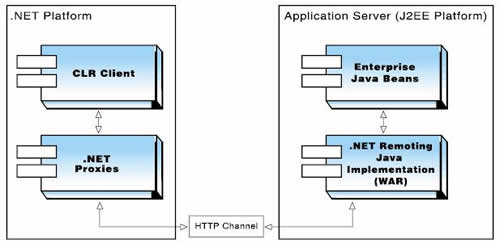 .NET Platform
CLR Client
.NET
Proxies
Application Server (J2EE Platform)
Enterprise
Java Beans
.NET Remoting
Java
Implementation
(WAR)
HTTP Channel